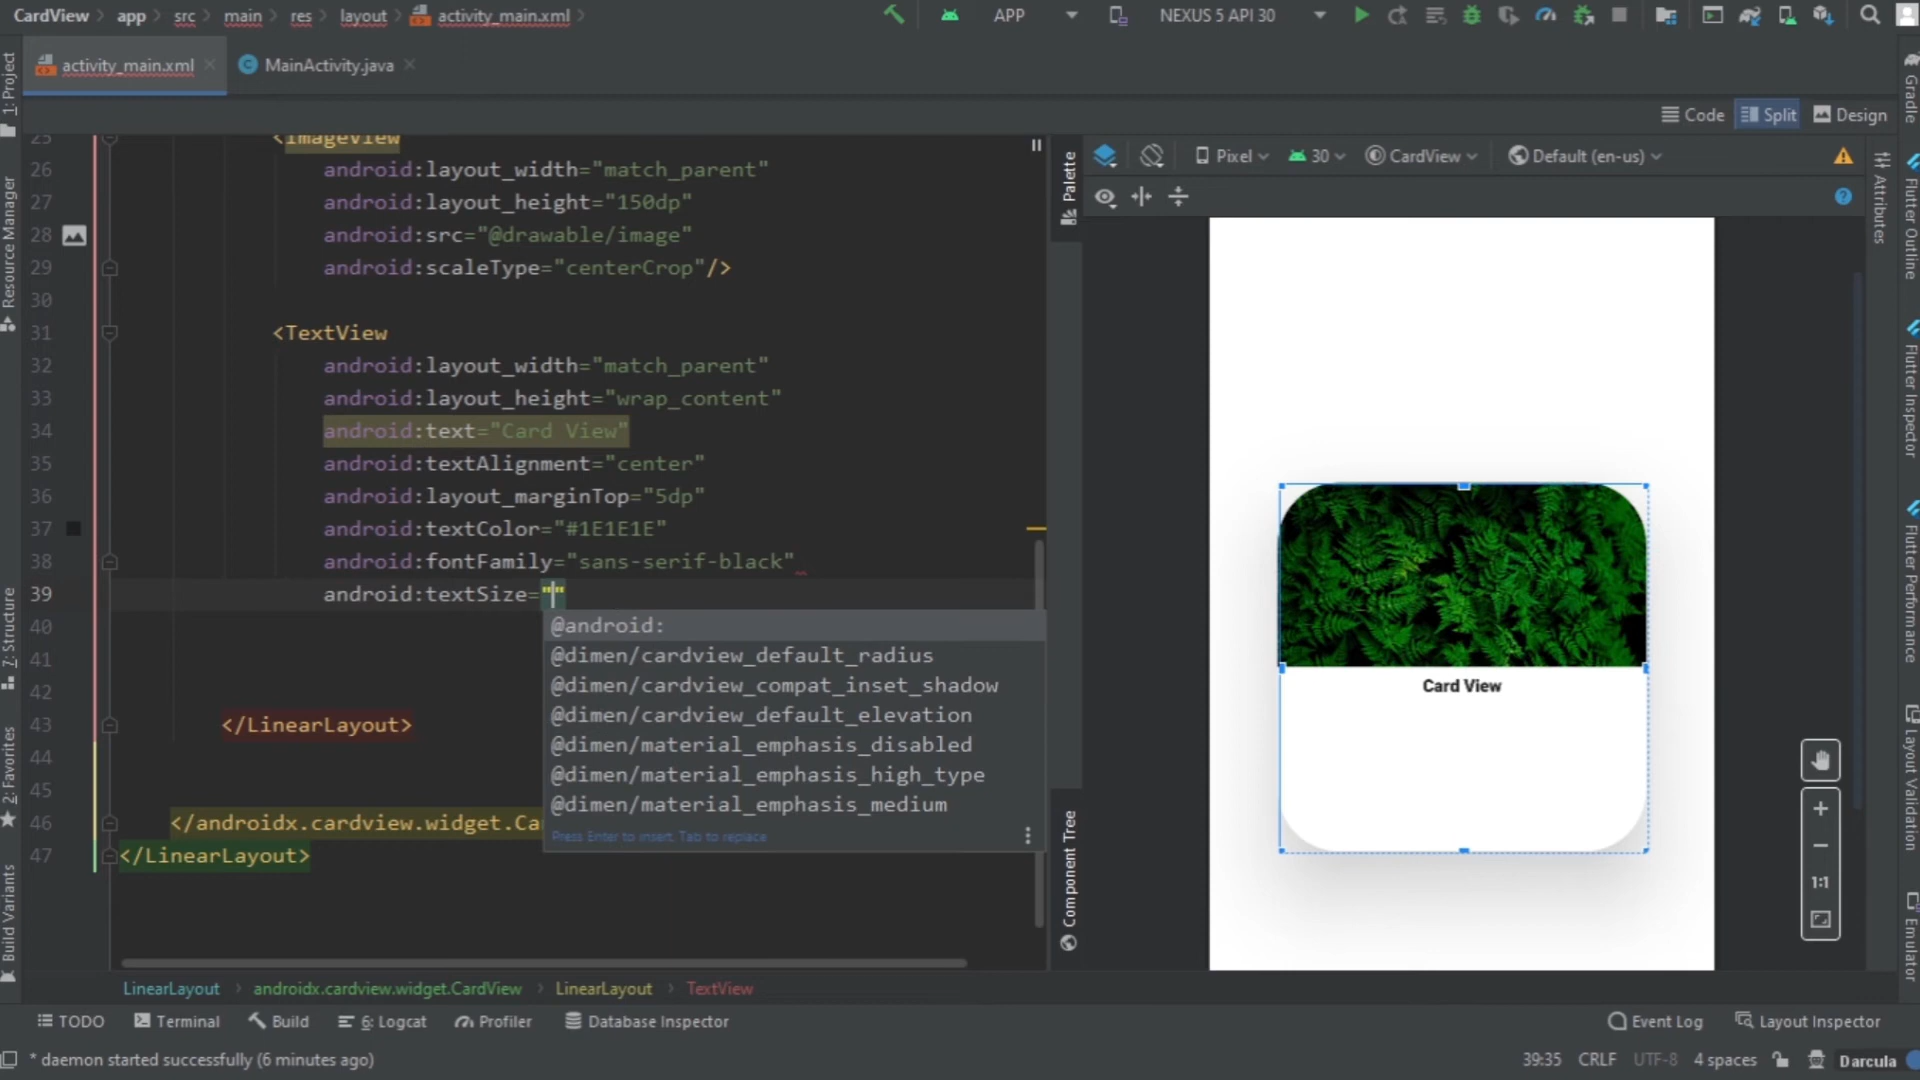 CardView app src main res layout activity_main.xml APP NEXUS 5 API 30
activity_main.xml MainActivity.java
Code Split Design
Pixel 30 CardView Default (en-us)
1: Project
Resource Manager
7: Structure
2: Favorites
Build Variants
25 <ImageView
26 android:layout_width="match_parent"
27 android:layout_height="150dp"
28 android:src="@drawable/image"
29 android:scaleType="centerCrop"/>
30
31 <TextView
32 android:layout_width="match_parent"
33 android:layout_height="wrap_content"
34 android:text="Card View"
35 android:textAlignment="center"
36 android:layout_marginTop="5dp"
37 android:textColor="#1E1E1E"
38 android:fontFamily="sans-serif-black"
39 android:textSize=""
@android:
40
@dimen/cardview_default_radius
41
@dimen/cardview_compat_inset_shadow
42
@dimen/cardview_default_elevation
43 </LinearLayout>
@dimen/material_emphasis_disabled
44
@dimen/material_emphasis_high_type
45
@dimen/material_emphasis_medium
46 </androidx.cardview.widget.Ca
Press Enter to insert, Tab to replace
47 </LinearLayout>
Palette
Component Tree
Card View
1:1
Attributes
Gradle
Flutter Outline
Flutter Inspector
Flutter Performance
Layout Validation
Emulator
LinearLayout androidx.cardview.widget.CardView LinearLayout TextView
TODO Terminal Build 6: Logcat Profiler Database Inspector Event Log Layout Inspector
* daemon started successfully (6 minutes ago) 39:35 CRLF UTF-8 4 spaces Darcula